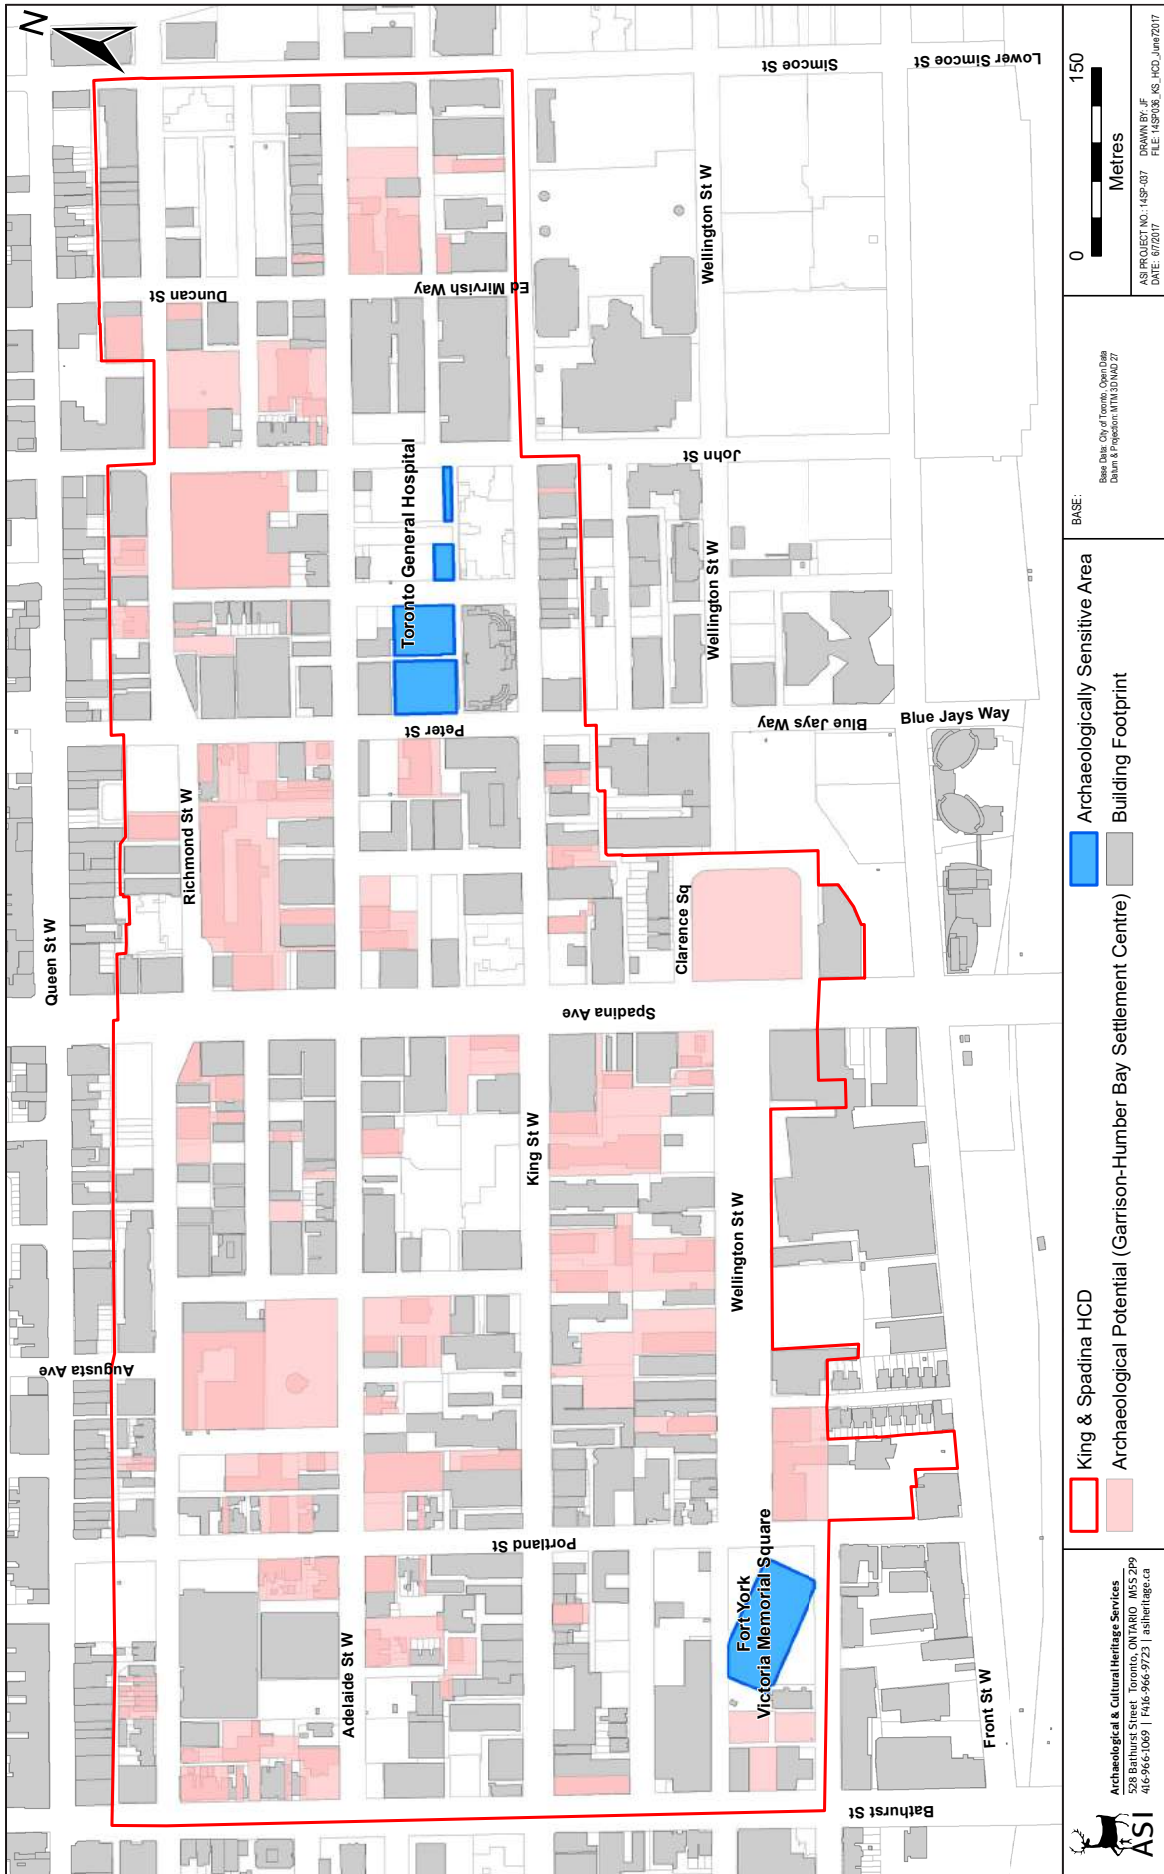 N
Simcoe St
Lower Simcoe St
Duncan St
Ed Mirvish Way
Wellington St W
John St
Toronto General Hospital
Wellington St W
Peter St
Blue Jays Way
Blue Jays Way
Richmond St W
Queen St W
Clarence Sq
Spadina Ave
King St W
Wellington St W
Augusta Ave
Portland St
Fort York
Victoria Memorial Square
Adelaide St W
Front St W
Bathurst St
ASI
Archaeological & Cultural Heritage Services
528 Bathurst Street Toronto, ONTARIO M5S 2P9
416-966-1069 | F416-966-9723 | asiheritage.ca
King & Spadina HCD
Archaeological Potential (Garrison-Humber Bay Settlement Centre)
Archaeologically Sensitive Area
Building Footprint
BASE:
Base Data: City of Toronto, Open Data
Datum & Projection: MTM 3D NAD 27
0 150
Metres
ASI PROJECT NO.: 14SP-037 DRAWN BY: JF
DATE: 6/7/2017 FILE: 14SP036_KS_HCD_June72017